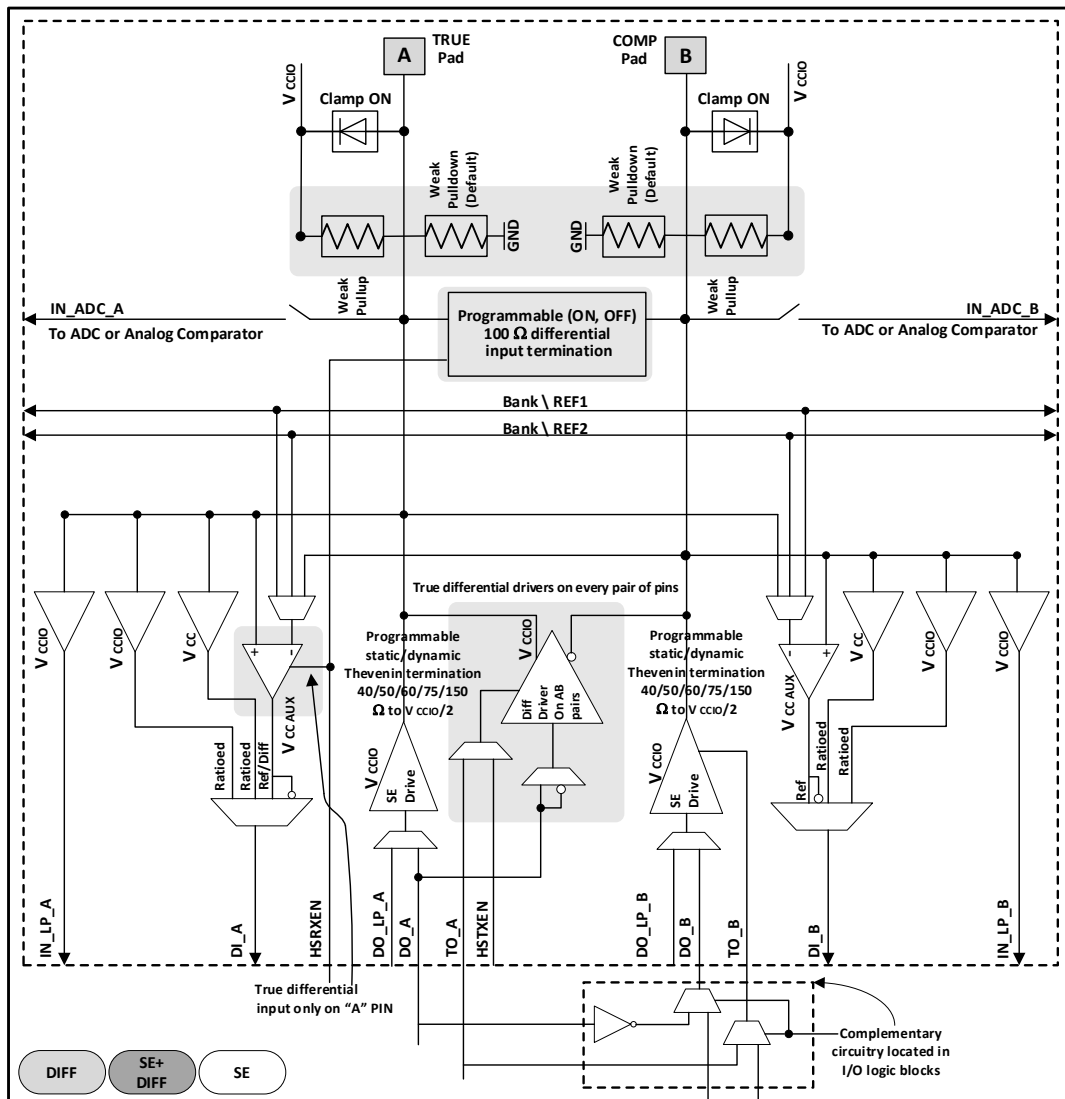 TRUE
Pad
A
COMP
Pad
B
V CCIO
Clamp ON
Clamp ON
V CCIO
Weak
Pulldown
(Default)
Weak
Pulldown
(Default)
GND
GND
Weak
Pullup
Weak
Pullup
IN_ADC_A
To ADC or Analog Comparator
Programmable (ON, OFF)
100 Ω differential
input termination
IN_ADC_B
To ADC or Analog Comparator
Bank \ REF1
Bank \ REF2
True differential drivers on every pair of pins
V CCIO
V CCIO
V CC
+ -
V CC AUX
Programmable
static/dynamic
Thevenin termination
40/50/60/75/150
Ω to V CCIO/2
V CCIO
Diff
Driver
On AB
pairs
Programmable
static/dynamic
Thevenin termination
40/50/60/75/150
Ω to V CCIO/2
- +
V CC AUX
V CC
V CCIO
V CCIO
Ratioed
Ratioed
Ref/Diff
V CCIO
SE
Drive
V CCIO
SE
Drive
Ref
Ratioed
Ratioed
IN_LP_A
DI_A
HSRXEN
DO_LP_A
DO_A
TO_A
HSTXEN
DO_LP_B
DO_B
TO_B
DI_B
IN_LP_B
True differential
input only on “A” PIN
Complementary
circuitry located in
I/O logic blocks
DIFF
SE+
DIFF
SE